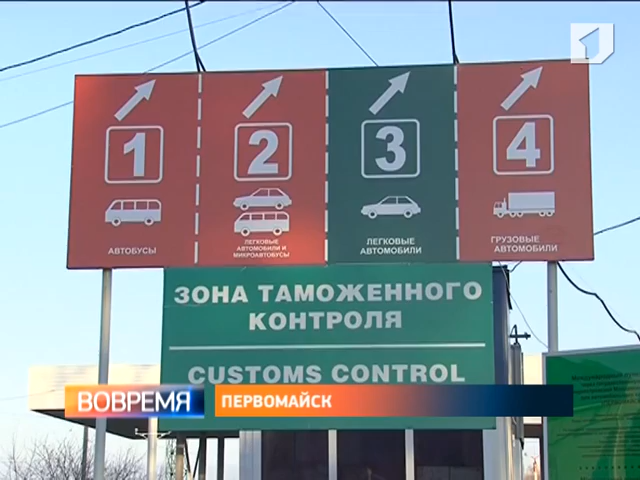 1
1 2 3 4
АВТОБУСЫ
ЛЕГКОВЫЕ
АВТОМОБИЛИ И
МИКРОАВТОБУСЫ
ЛЕГКОВЫЕ
АВТОМОБИЛИ
ГРУЗОВЫЕ
АВТОМОБИЛИ
ЗОНА ТАМОЖЕННОГО
КОНТРОЛЯ
CUSTOMS CONTROL
ВОВРЕМЯ
ПЕРВОМАЙСК